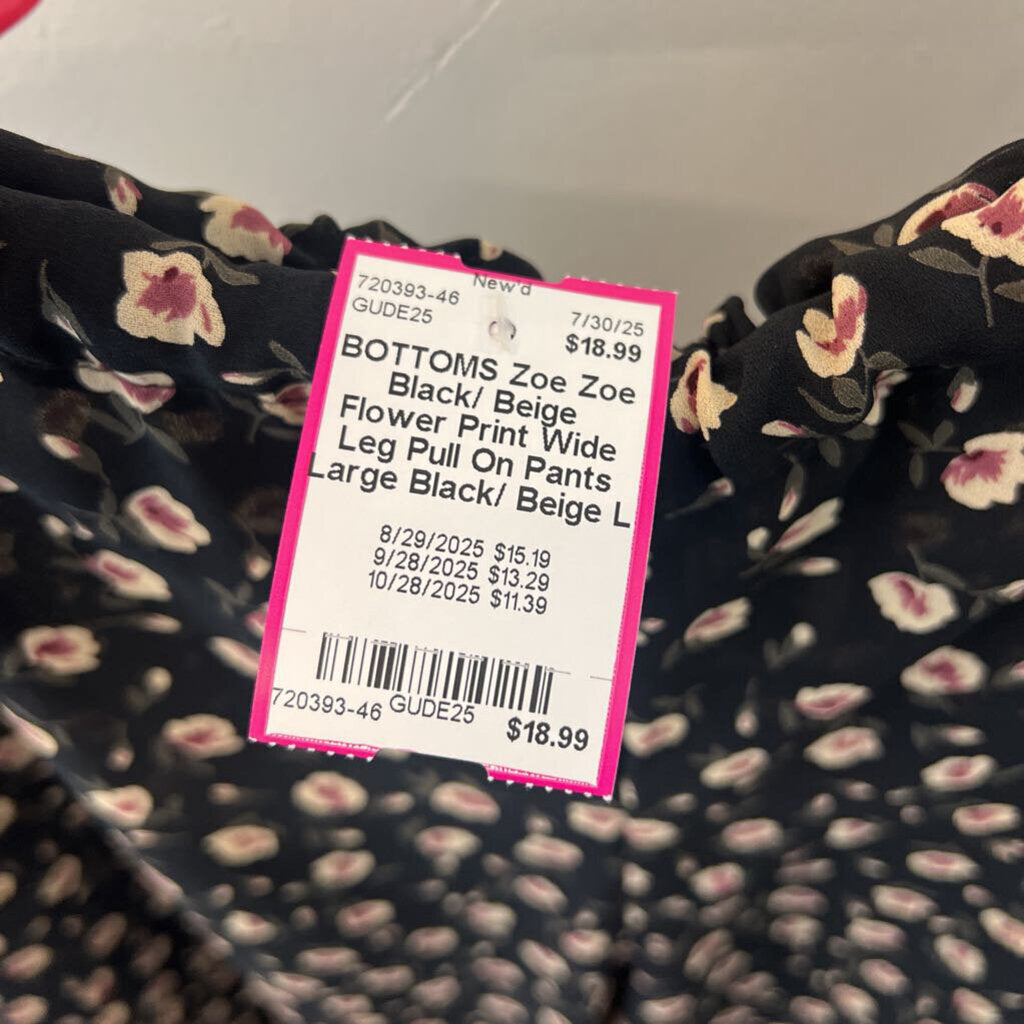 New'd
720393-46
GUDE25
7/30/25
$18.99
BOTTOMS Zoe Zoe
Black/ Beige
Flower Print Wide
Leg Pull On Pants
Large Black/ Beige L
8/29/2025 $15.19
9/28/2025 $13.29
10/28/2025 $11.39
720393-46 GUDE25 $18.99